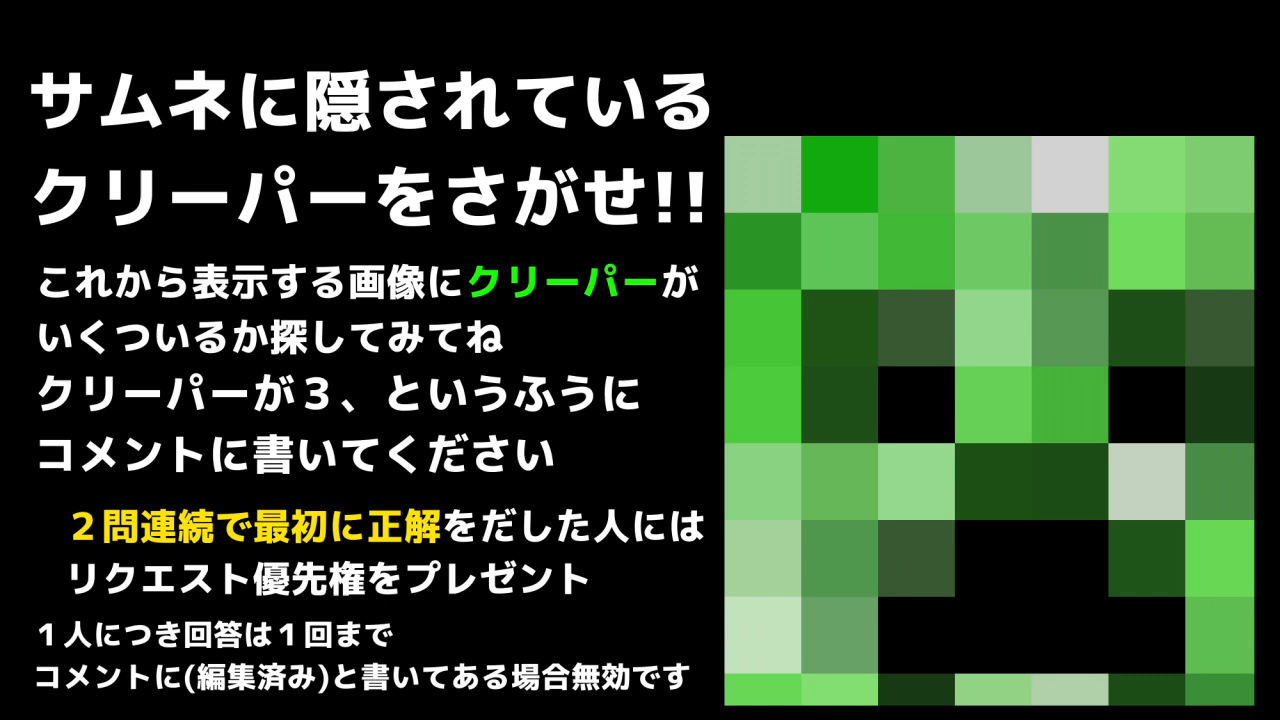 サムネに隠されている
クリーパーをさがせ!!
これから表示する画像にクリーパーが
いくついるか探してみてね
クリーパーが３、というふうに
コメントに書いてください
２問連続で最初に正解をだした人には
リクエスト優先権をプレゼント
１人につき回答は１回まで
コメントに(編集済み)と書いてある場合無効です